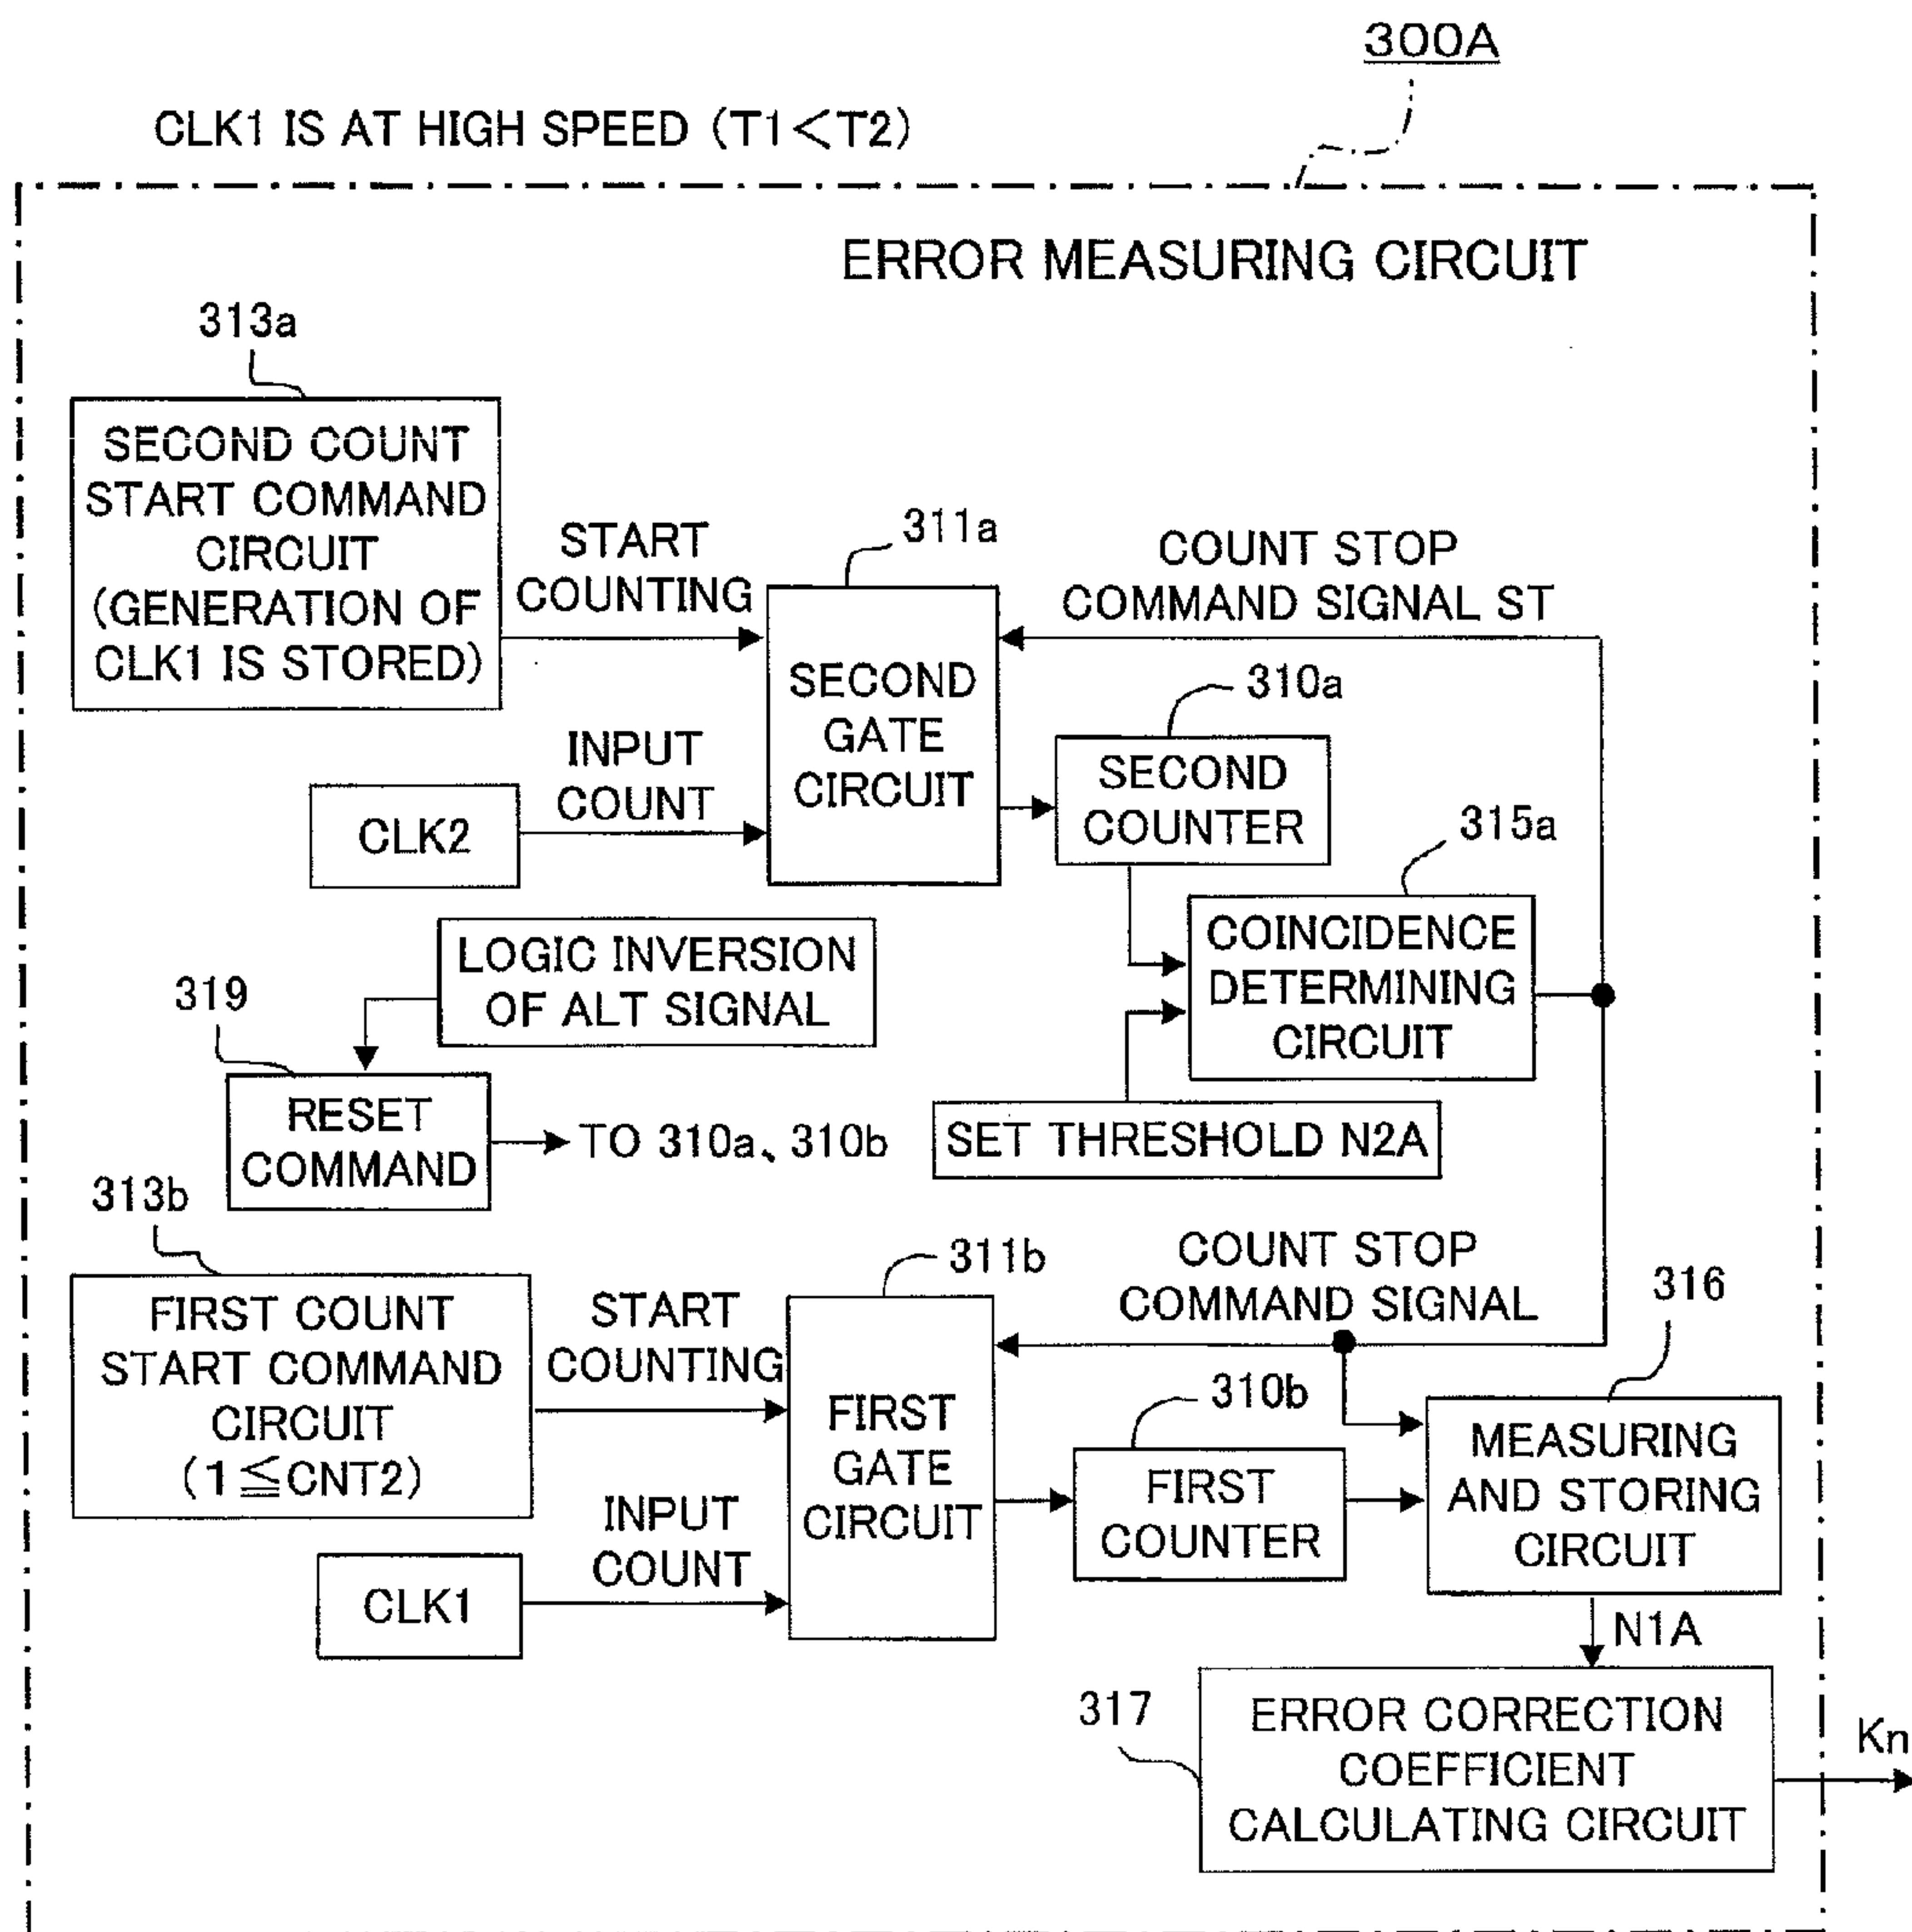 300A
CLK1 IS AT HIGH SPEED (T1<T2)
ERROR MEASURING CIRCUIT
313a
SECOND COUNT
START COMMAND
CIRCUIT
(GENERATION OF
CLK1 IS STORED)
START
COUNTING
311a
COUNT STOP
COMMAND SIGNAL ST
SECOND
GATE
CIRCUIT
310a
INPUT
COUNT
CLK2
SECOND
COUNTER
315a
COINCIDENCE
DETERMINING
CIRCUIT
LOGIC INVERSION
OF ALT SIGNAL
319
RESET
COMMAND
TO 310a、310b
SET THRESHOLD N2A
313b
FIRST COUNT
START COMMAND
CIRCUIT
(1≦CNT2)
START
COUNTING
311b
COUNT STOP
COMMAND SIGNAL
316
FIRST
GATE
CIRCUIT
310b
INPUT
COUNT
CLK1
FIRST
COUNTER
MEASURING
AND STORING
CIRCUIT
N1A
317
ERROR CORRECTION
COEFFICIENT
CALCULATING CIRCUIT
Kn